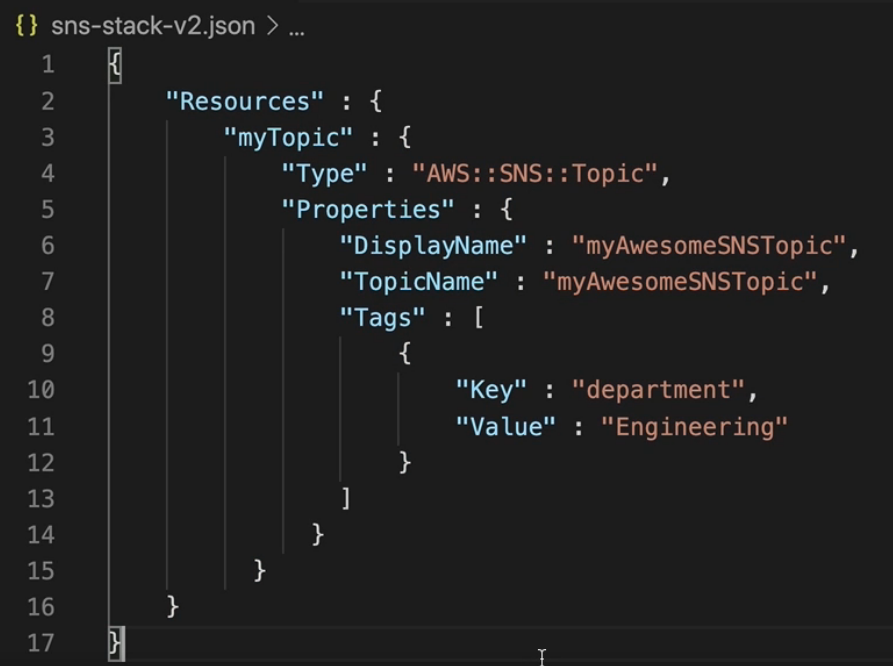 {} sns-stack-v2.json > ...
1 {
2 "Resources" : {
3 "myTopic" : {
4 "Type" : "AWS::SNS::Topic",
5 "Properties" : {
6 "DisplayName" : "myAwesomeSNSTopic",
7 "TopicName" : "myAwesomeSNSTopic",
8 "Tags" : [
9 {
10 "Key" : "department",
11 "Value" : "Engineering"
12 }
13 ]
14 }
15 }
16 }
17 }